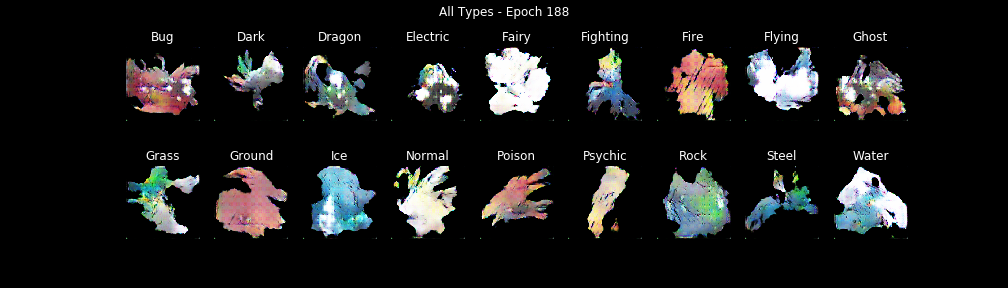 All Types - Epoch 188
Bug Dark Dragon Electric Fairy Fighting Fire Flying Ghost
Grass Ground Ice Normal Poison Psychic Rock Steel Water